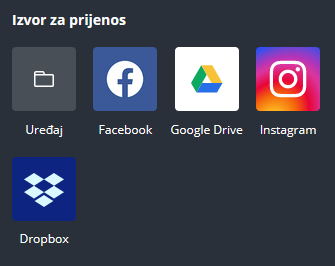 Izvor za prijenos
Uređaj
Facebook
Google Drive
Instagram
Dropbox